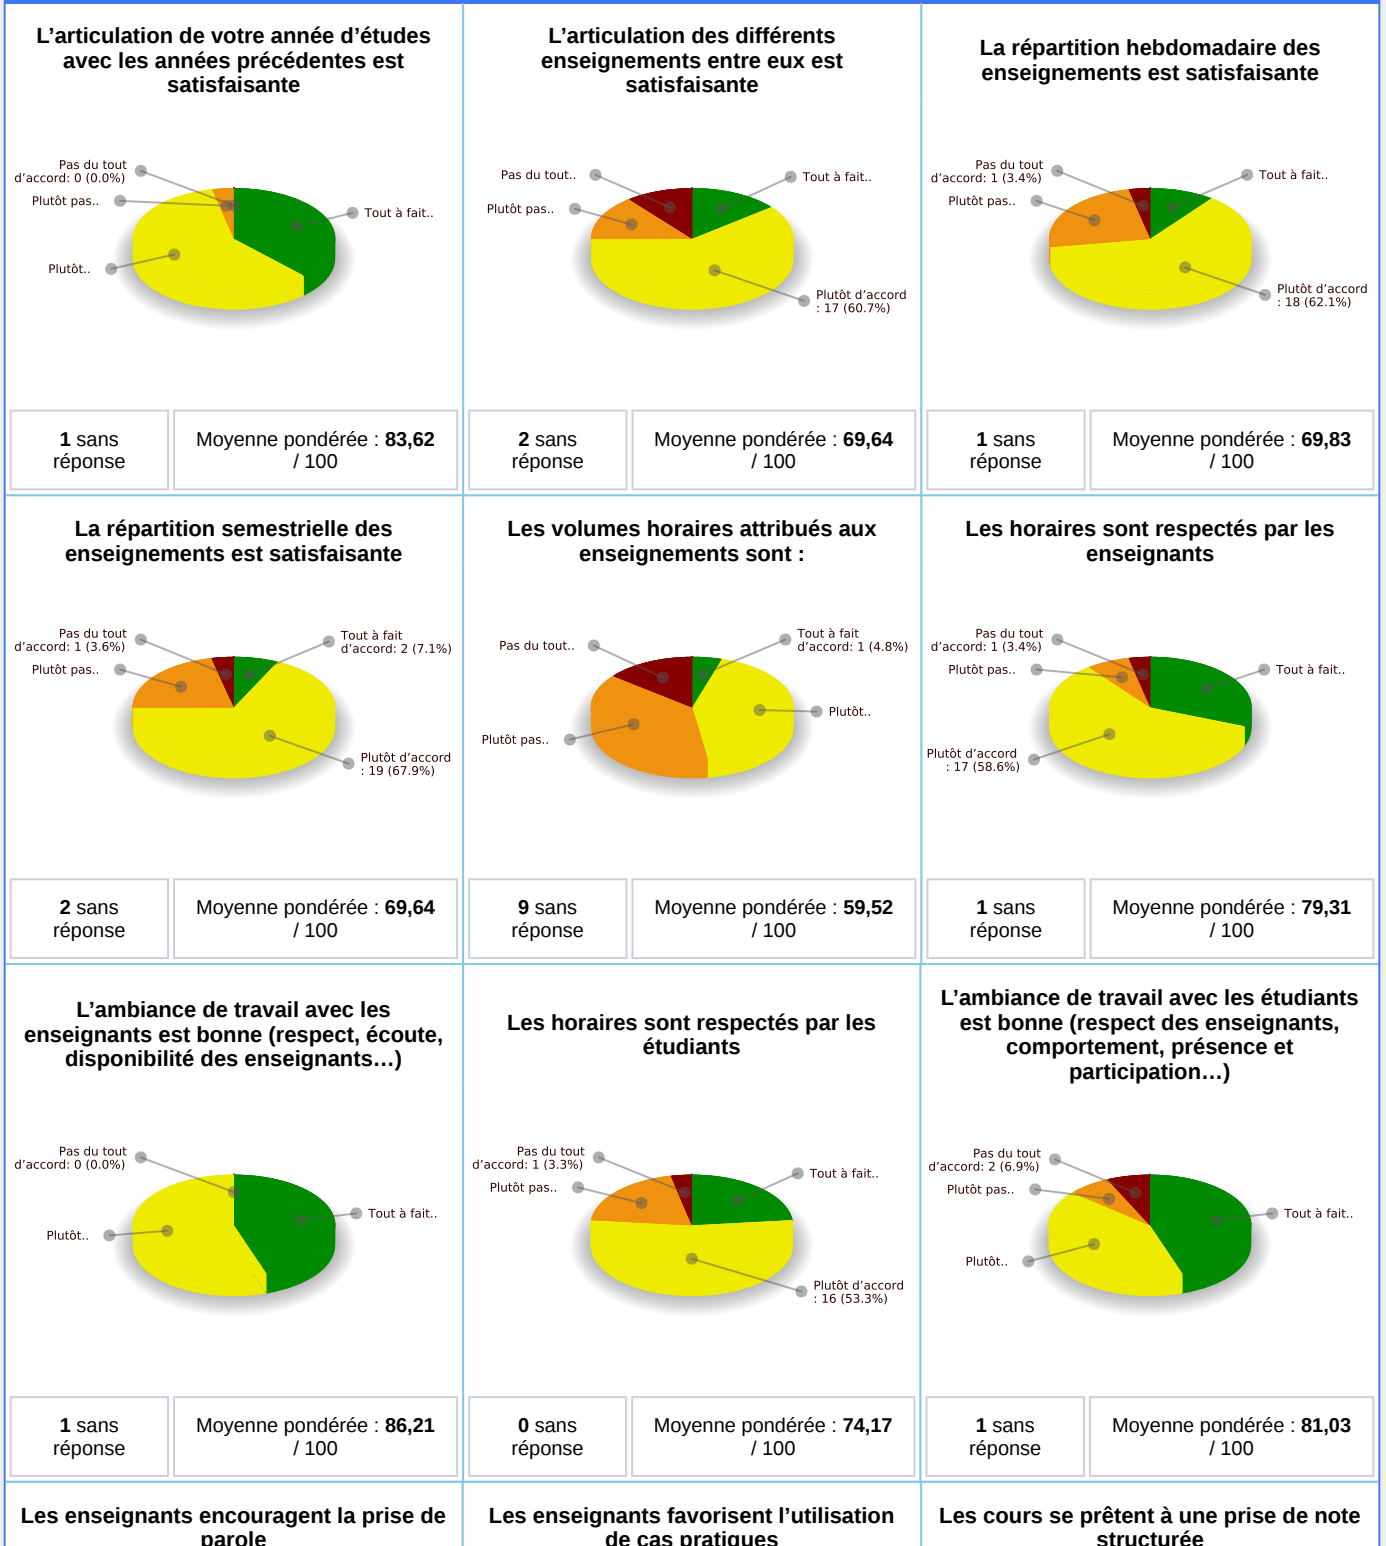 L’articulation de votre année d’études
avec les années précédentes est
satisfaisante
Pas du tout
d’accord: 0 (0.0%)
Plutôt pas..
Tout à fait..
Plutôt..
1 sans
réponse
Moyenne pondérée : 83,62
/ 100
L’articulation des différents
enseignements entre eux est
satisfaisante
Pas du tout..
Tout à fait..
Plutôt pas..
Plutôt d’accord
: 17 (60.7%)
2 sans
réponse
Moyenne pondérée : 69,64
/ 100
La répartition hebdomadaire des
enseignements est satisfaisante
Pas du tout
d’accord: 1 (3.4%)
Tout à fait..
Plutôt pas..
Plutôt d’accord
: 18 (62.1%)
1 sans
réponse
Moyenne pondérée : 69,83
/ 100
La répartition semestrielle des
enseignements est satisfaisante
Pas du tout
d’accord: 1 (3.6%)
Tout à fait
d’accord: 2 (7.1%)
Plutôt pas..
Plutôt d’accord
: 19 (67.9%)
2 sans
réponse
Moyenne pondérée : 69,64
/ 100
Les volumes horaires attribués aux
enseignements sont :
Pas du tout..
Tout à fait
d’accord: 1 (4.8%)
Plutôt..
Plutôt pas..
9 sans
réponse
Moyenne pondérée : 59,52
/ 100
Les horaires sont respectés par les
enseignants
Pas du tout
d’accord: 1 (3.4%)
Plutôt pas..
Tout à fait..
Plutôt d’accord
: 17 (58.6%)
1 sans
réponse
Moyenne pondérée : 79,31
/ 100
L’ambiance de travail avec les
enseignants est bonne (respect, écoute,
disponibilité des enseignants…)
Pas du tout
d’accord: 0 (0.0%)
Tout à fait..
Plutôt..
1 sans
réponse
Moyenne pondérée : 86,21
/ 100
Les horaires sont respectés par les
étudiants
Pas du tout
d’accord: 1 (3.3%)
Tout à fait..
Plutôt pas..
Plutôt d’accord
: 16 (53.3%)
0 sans
réponse
Moyenne pondérée : 74,17
/ 100
L’ambiance de travail avec les étudiants
est bonne (respect des enseignants,
comportement, présence et
participation…)
Pas du tout
d’accord: 2 (6.9%)
Plutôt pas..
Tout à fait..
Plutôt..
1 sans
réponse
Moyenne pondérée : 81,03
/ 100
Les enseignants encouragent la prise de
parole
Les enseignants favorisent l’utilisation
de cas pratiques
Les cours se prêtent à une prise de note
structurée